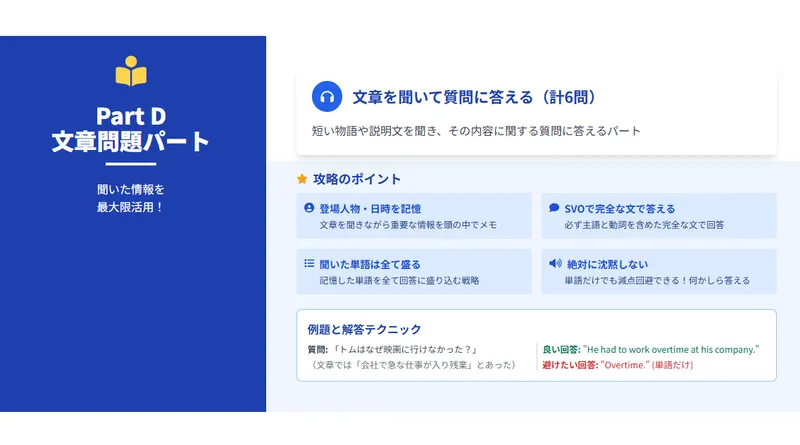 Part D
文章問題パート
聞いた情報を
最大限活用！
文章を聞いて質問に答える（計6問）
短い物語や説明文を聞き、その内容に関する質問に答えるパート
攻略のポイント
登場人物・日時を記憶
文章を聞きながら重要な情報を頭の中でメモ
SVOで完全な文で答える
必ず主語と動詞を含めた完全な文で回答
聞いた単語は全て盛る
記憶した単語を全て回答に盛り込む戦略
絶対に沈黙しない
単語だけでも減点回避できる！何かしら答える
例題と解答テクニック
質問: 「トムはなぜ映画に行けなかった？」
（文章では「会社で急な仕事が入り残業」とあった）
良い回答: "He had to work overtime at his company."
避けたい回答: "Overtime." (単語だけ)